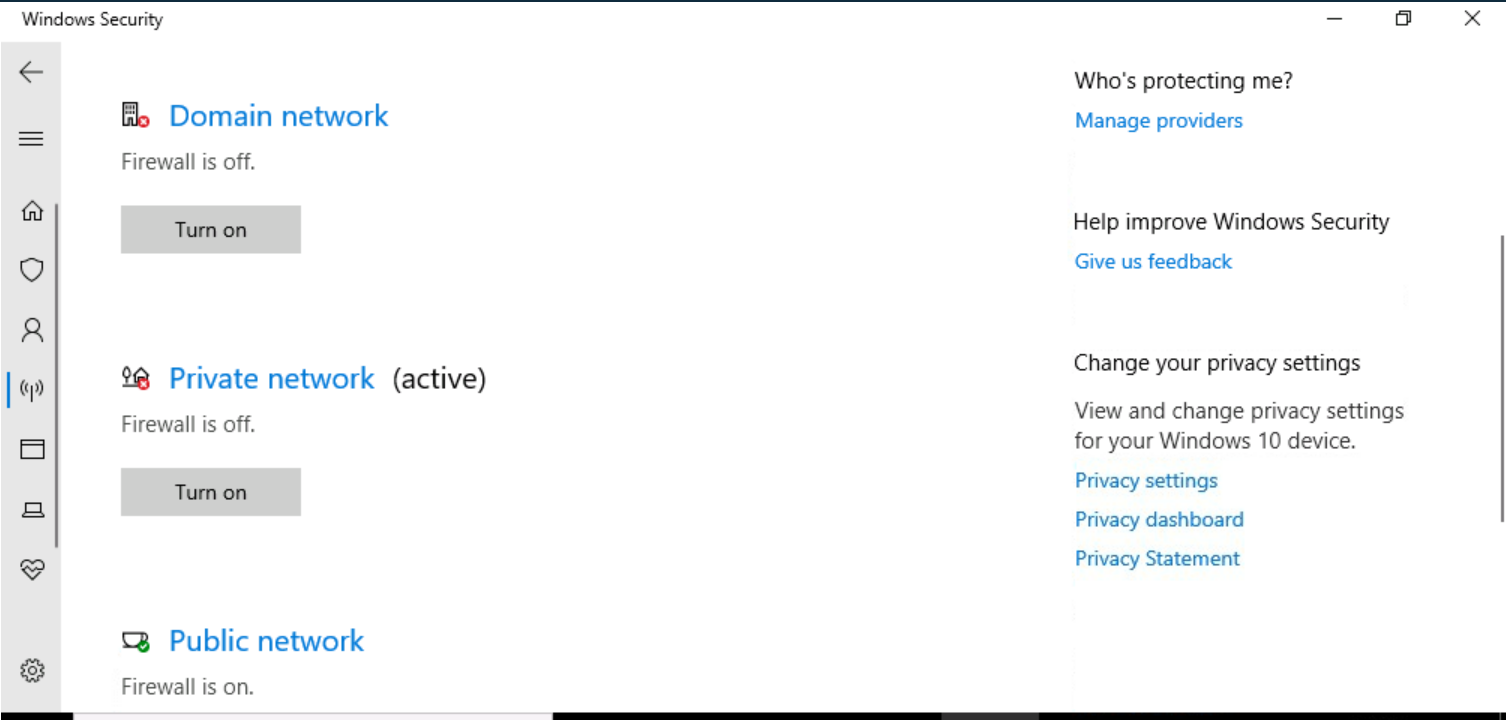 Windows Security
Domain network
Firewall is off.
Turn on
Private network (active)
Firewall is off.
Turn on
Public network
Firewall is on.
Who's protecting me?
Manage providers
Help improve Windows Security
Give us feedback
Change your privacy settings
View and change privacy settings
for your Windows 10 device.
Privacy settings
Privacy dashboard
Privacy Statement